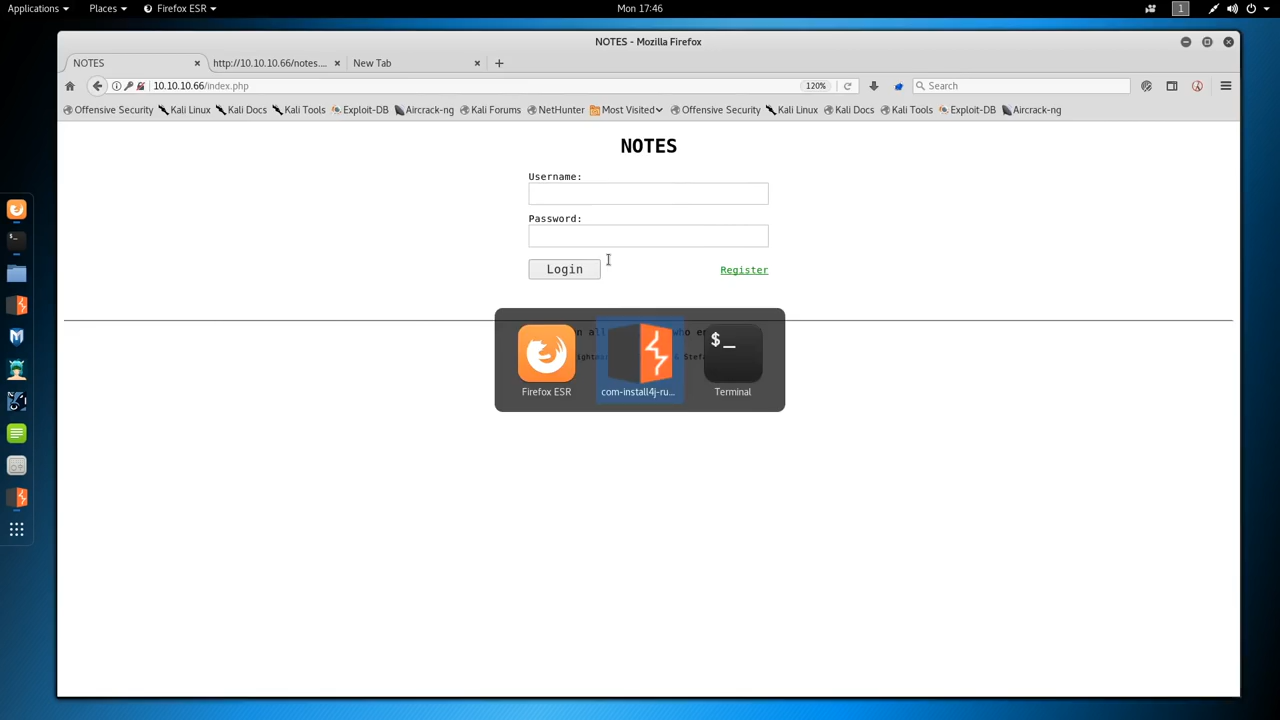 Applications Places Firefox ESR Mon 17:46 1
NOTES - Mozilla Firefox
NOTES http://10.10.10.66/notes.... New Tab
10.10.10.66/index.php 120% Search
Offensive Security Kali Linux Kali Docs Kali Tools Exploit-DB Aircrack-ng Kali Forums NetHunter Most Visited Offensive Security Kali Linux Kali Docs Kali Tools Exploit-DB Aircrack-ng
NOTES
Username:
Password:
Login Register
$_
Firefox ESR com-install4j-ru... Terminal